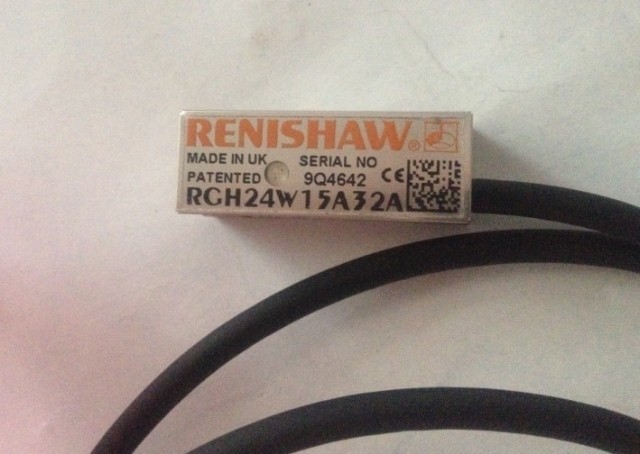 RENISHAW®
MADE IN UK SERIAL NO
PATENTED 9Q4642 CE
RGH24W15A32A